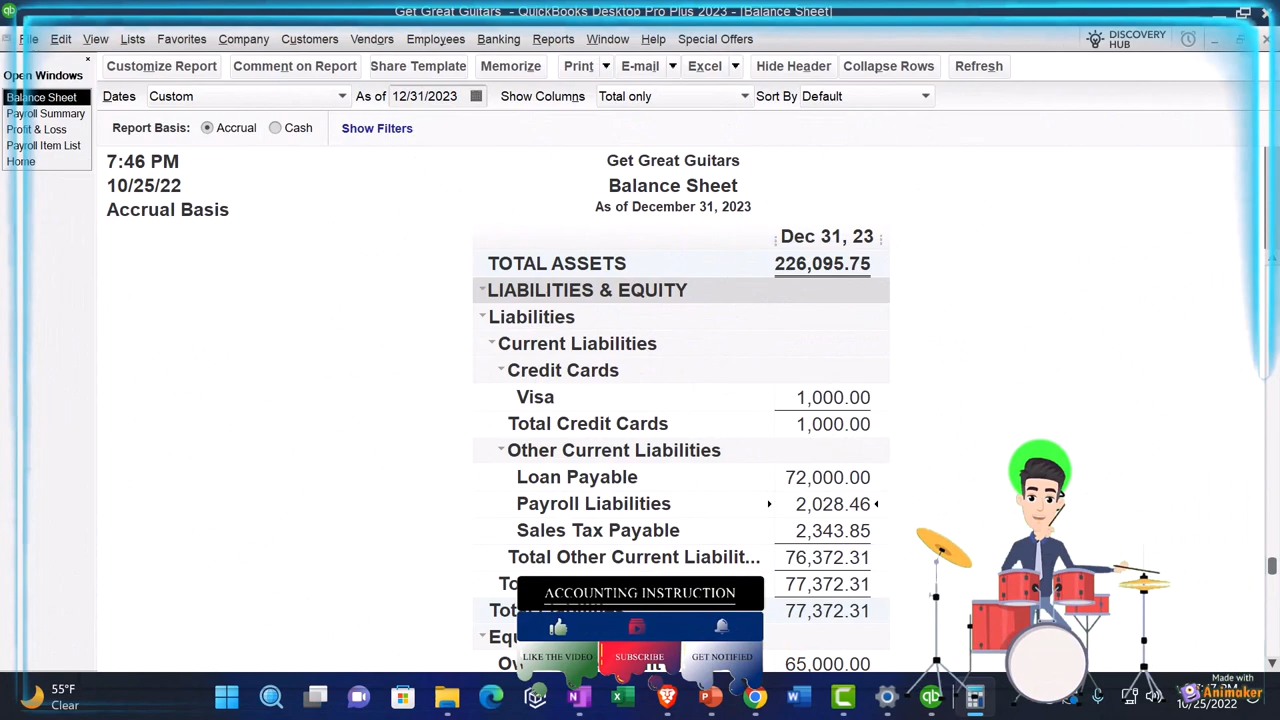 Get Great Guitars - QuickBooks Desktop Pro Plus 2023 - [Balance Sheet]
File Edit View Lists Favorites Company Customers Vendors Employees Banking Reports Window Help Special Offers
DISCOVERY HUB
Open Windows
Balance Sheet
Payroll Summary
Profit & Loss
Payroll Item List
Home
Customize Report Comment on Report Share Template Memorize Print E-mail Excel Hide Header Collapse Rows Refresh
Dates Custom As of 12/31/2023 Show Columns Total only Sort By Default
Report Basis: Accrual Cash Show Filters
7:46 PM
10/25/22
Accrual Basis
Get Great Guitars
Balance Sheet
As of December 31, 2023
Dec 31, 23
TOTAL ASSETS 226,095.75
LIABILITIES & EQUITY
Liabilities
Current Liabilities
Credit Cards
Visa 1,000.00
Total Credit Cards 1,000.00
Other Current Liabilities
Loan Payable 72,000.00
Payroll Liabilities 2,028.46
Sales Tax Payable 2,343.85
Total Other Current Liabilit... 76,372.31
77,372.31
77,372.31
65,000.00
ACCOUNTING INSTRUCTION
LIKE THE VIDEO SUBSCRIBE GET NOTIFIED
55°F
Clear
Made with
Animaker
10/25/2022